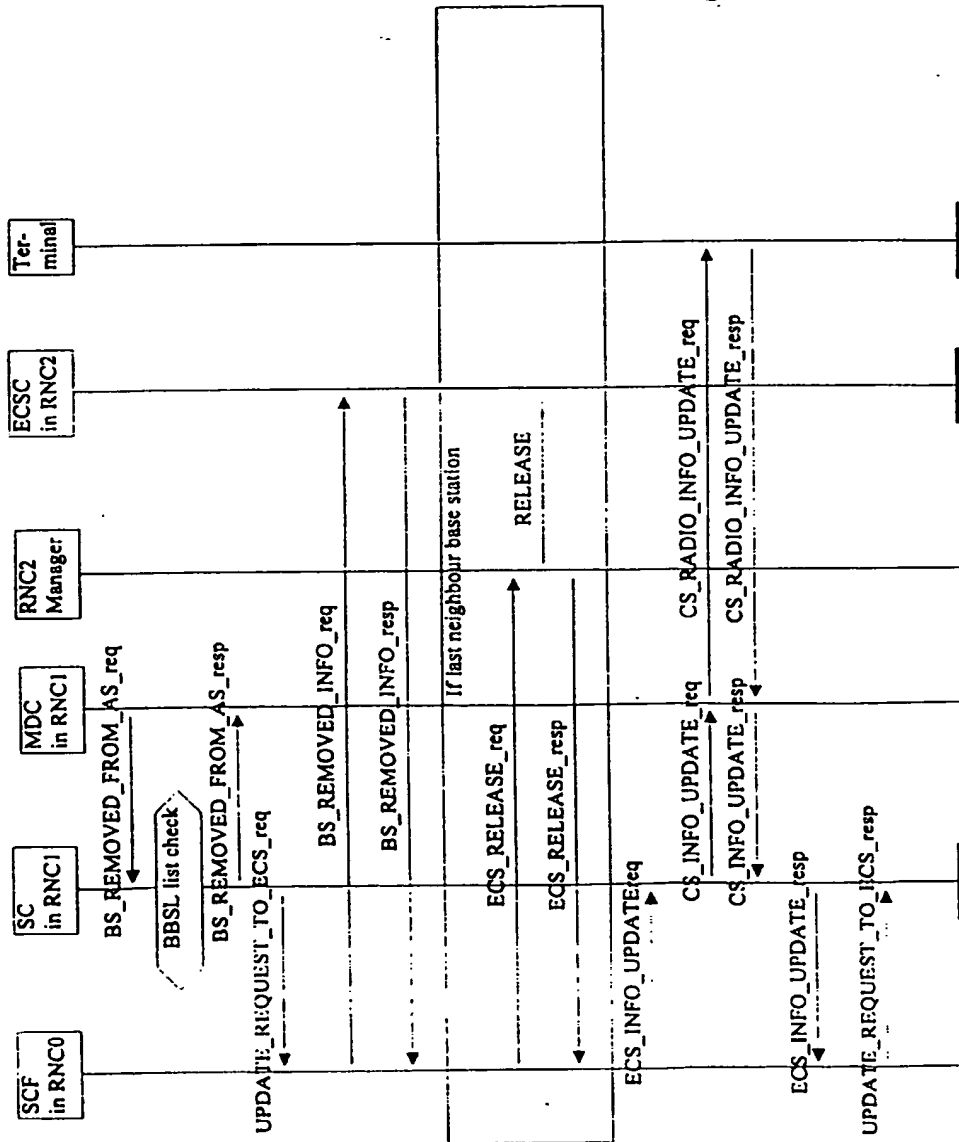 SCF
in RNC0
SC
in RNC1
MDC
in RNC1
RNC2
Manager
ECSC
in RNC2
Ter-
minal
BS_REMOVED_FROM_AS_req
BBSL list check
BS_REMOVED_FROM_AS_resp
UPDATE_REQUEST_TO_ECS_req
BS_REMOVED_INFO_req
BS_REMOVED_INFO_resp
If last neighbour base station
RELEASE
ECS_RELEASE_req
ECS_RELEASE_resp
ECS_INFO_UPDATE_req
CS_INFO_UPDATE_req
CS_RADIO_INFO_UPDATE_req
CS_INFO_UPDATE_resp
CS_RADIO_INFO_UPDATE_resp
ECS_INFO_UPDATE_resp
UPDATE_REQUEST_TO_ECS_resp